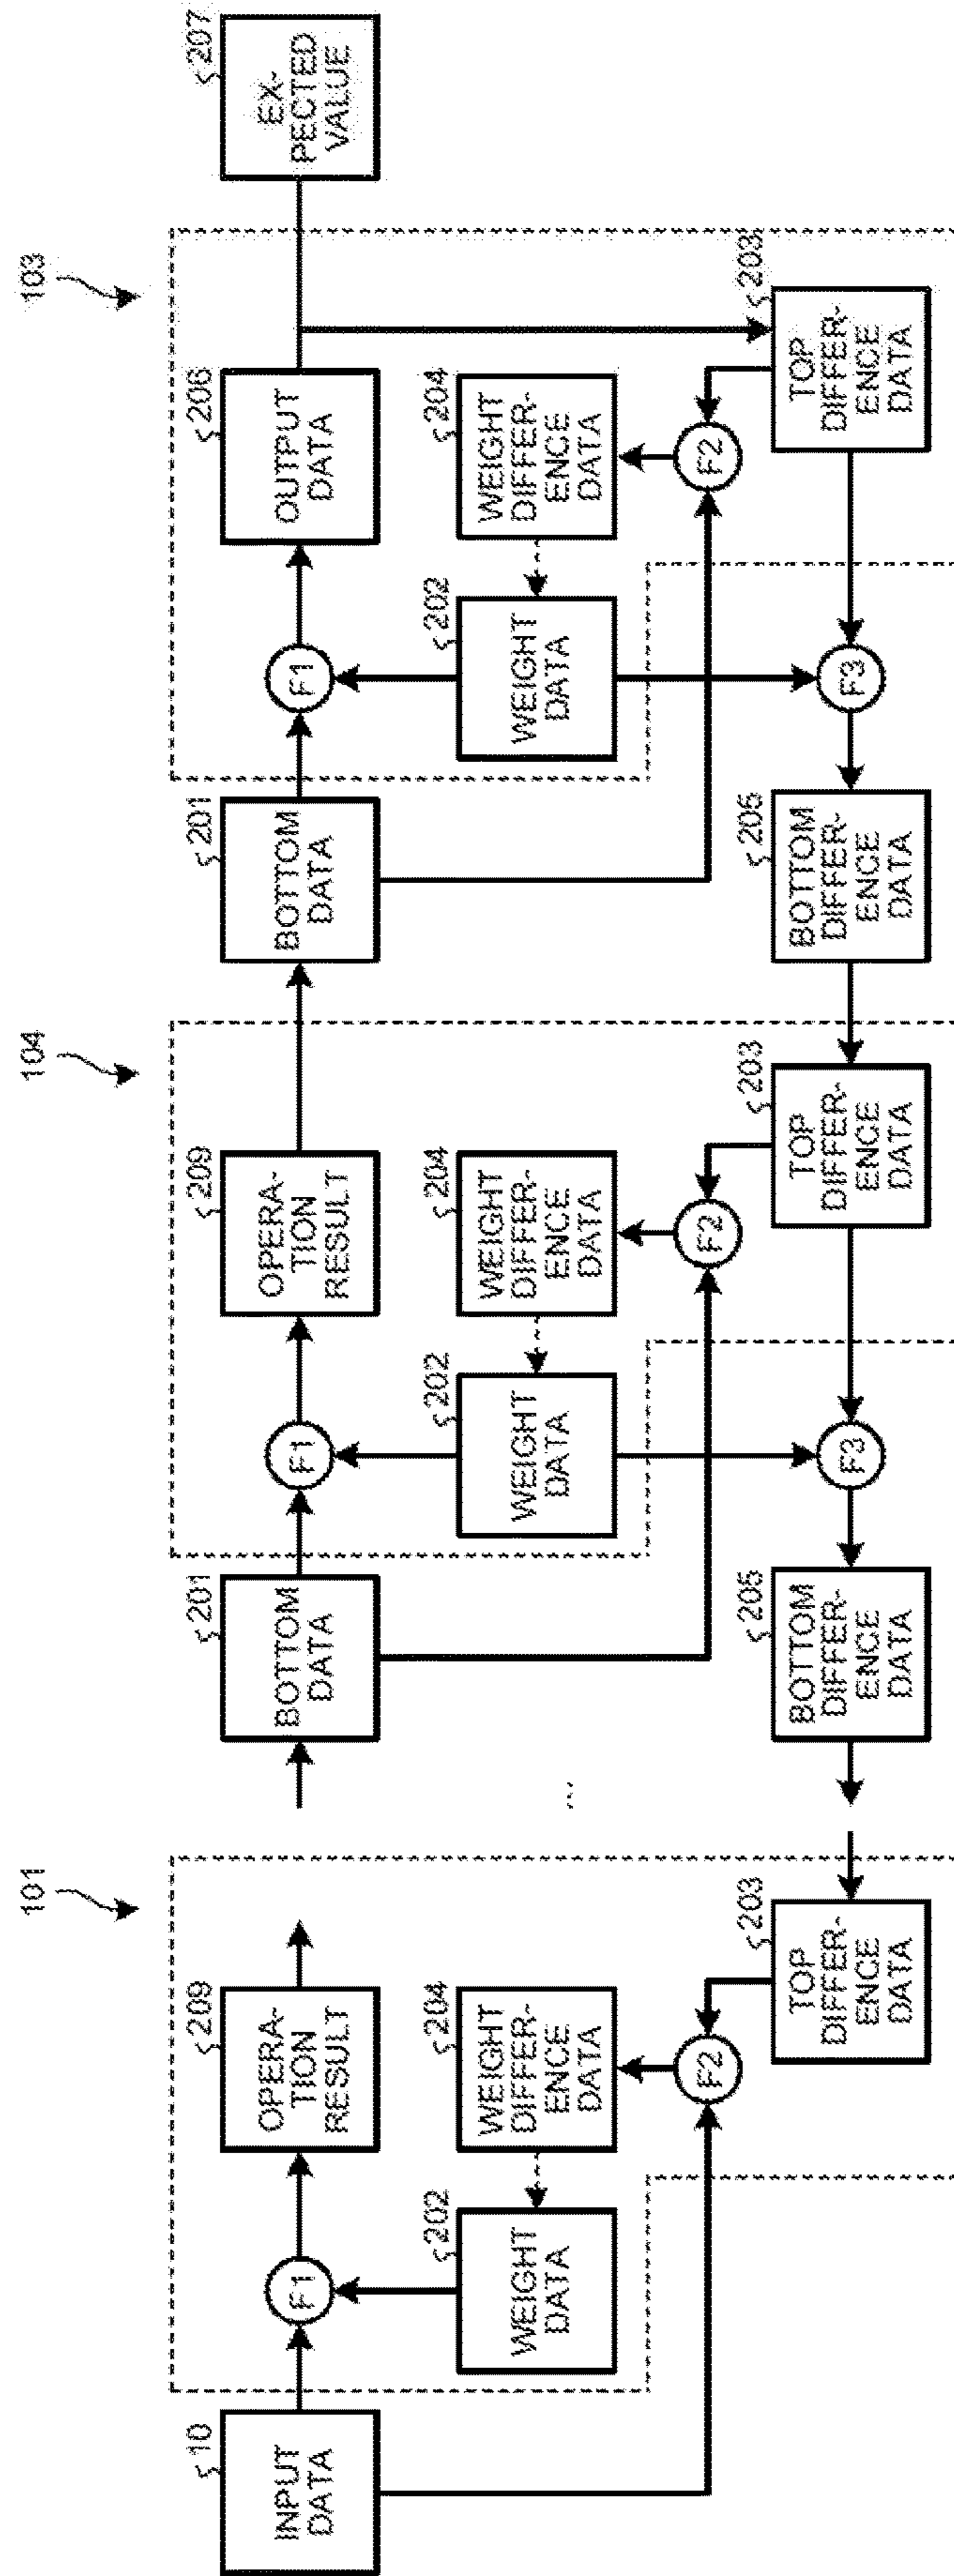 101
104
103
10
INPUT
DATA
F1
209
OPERA-
TION
RESULT
201
BOTTOM
DATA
F1
209
OPERA-
TION
RESULT
201
BOTTOM
DATA
F1
206
OUTPUT
DATA
207
EX-
PECTED
VALUE
202
WEIGHT
DATA
204
WEIGHT
DIFFER-
ENCE
DATA
202
WEIGHT
DATA
204
WEIGHT
DIFFER-
ENCE
DATA
202
WEIGHT
DATA
204
WEIGHT
DIFFER-
ENCE
DATA
...
F2
F2
F2
203
TOP
DIFFER-
ENCE
DATA
205
BOTTOM
DIFFER-
ENCE
DATA
F3
203
TOP
DIFFER-
ENCE
DATA
205
BOTTOM
DIFFER-
ENCE
DATA
F3
203
TOP
DIFFER-
ENCE
DATA